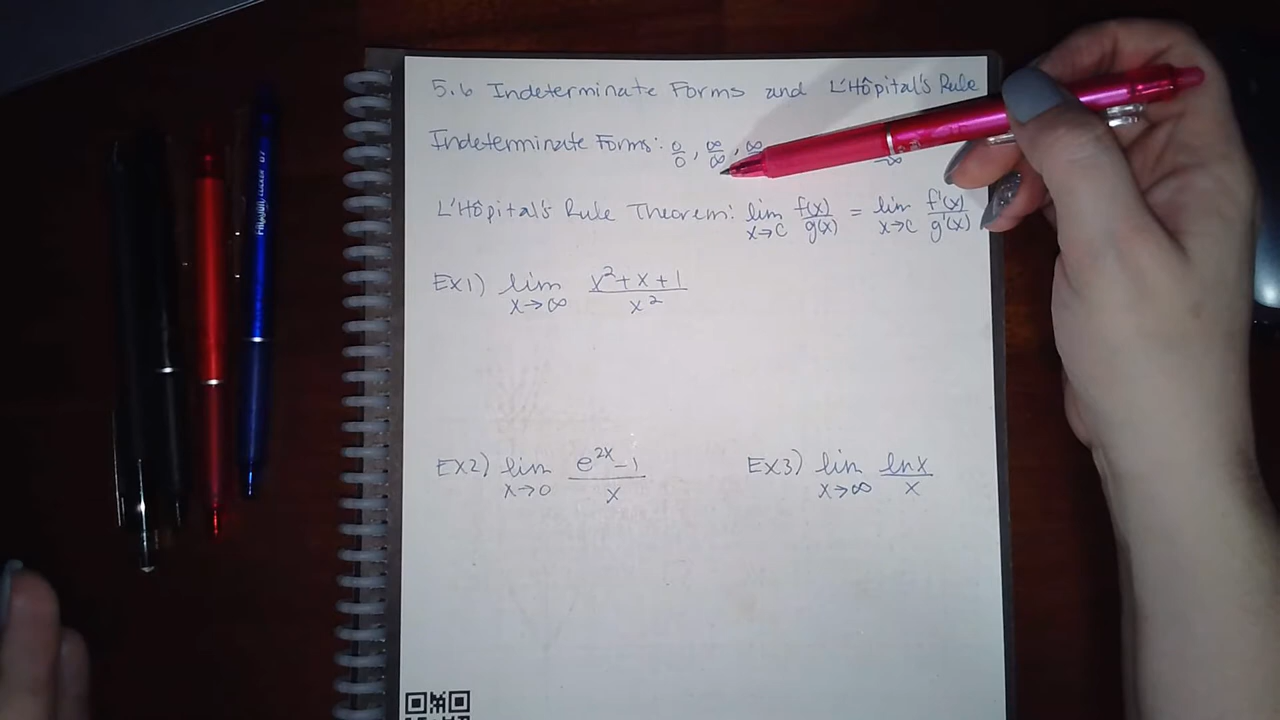 5.6 Indeterminate Forms and L'Hôpital's Rule
Indeterminate Forms: 0/0, ∞/∞, ∞
L'Hôpital's Rule Theorem: lim x→c f(x)/g(x) = lim x→c f'(x)/g'(x)
Ex1) lim x→∞ x²+x+1/x²
Ex2) lim x→0 e^2x-1/x
Ex3) lim x→∞ lnx/x